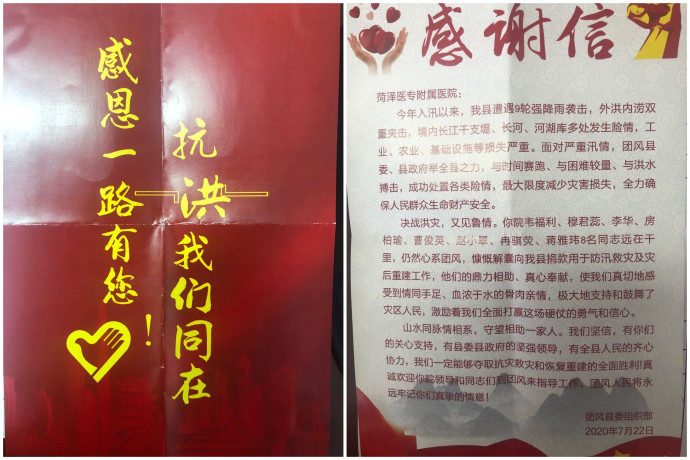 抗洪我们同在
感恩一路有您!
感谢信
菏泽医专附属医院：
今年入汛以来，我县遭遇9轮强降雨袭击，外洪内涝双
重夹击，境内长江干支堤、长河、河湖库多处发生险情，工
业、农业、基础设施等损失严重。面对严重汛情，团风县
委、县政府举全县之力，与时间赛跑、与困难较量、与洪水
搏击，成功处置各类险情，最大限度减少灾害损失，全力确
保人民群众生命财产安全。
决战洪灾，又见鲁情。你院韦福利、穆君蕊、李华、房
柏瑜、曹俊英、赵小翠、冉骐荧、蒋雅玮8名同志远在千
里，仍然心系团风，慷慨解囊向我县捐款用于防汛救灾及灾
后重建工作，他们的鼎力相助、真心奉献，使我们真切地感
受到情同手足、血浓于水的骨肉亲情，极大地支持和鼓舞了
灾区人民，激励着我们全面打赢这场硬仗的勇气和信心。
山水同脉情相系，守望相助一家人。我们坚信，有你们
的关心支持，有县委县政府的坚强领导，有全县人民的齐心
协力，我们一定能够夺取抗灾救灾和恢复重建的全面胜利!真
诚欢迎你院领导和同志们到团风来指导工作，团风人民将永
远牢记你们真挚的情意！
团风县委组织部
2020年7月22日